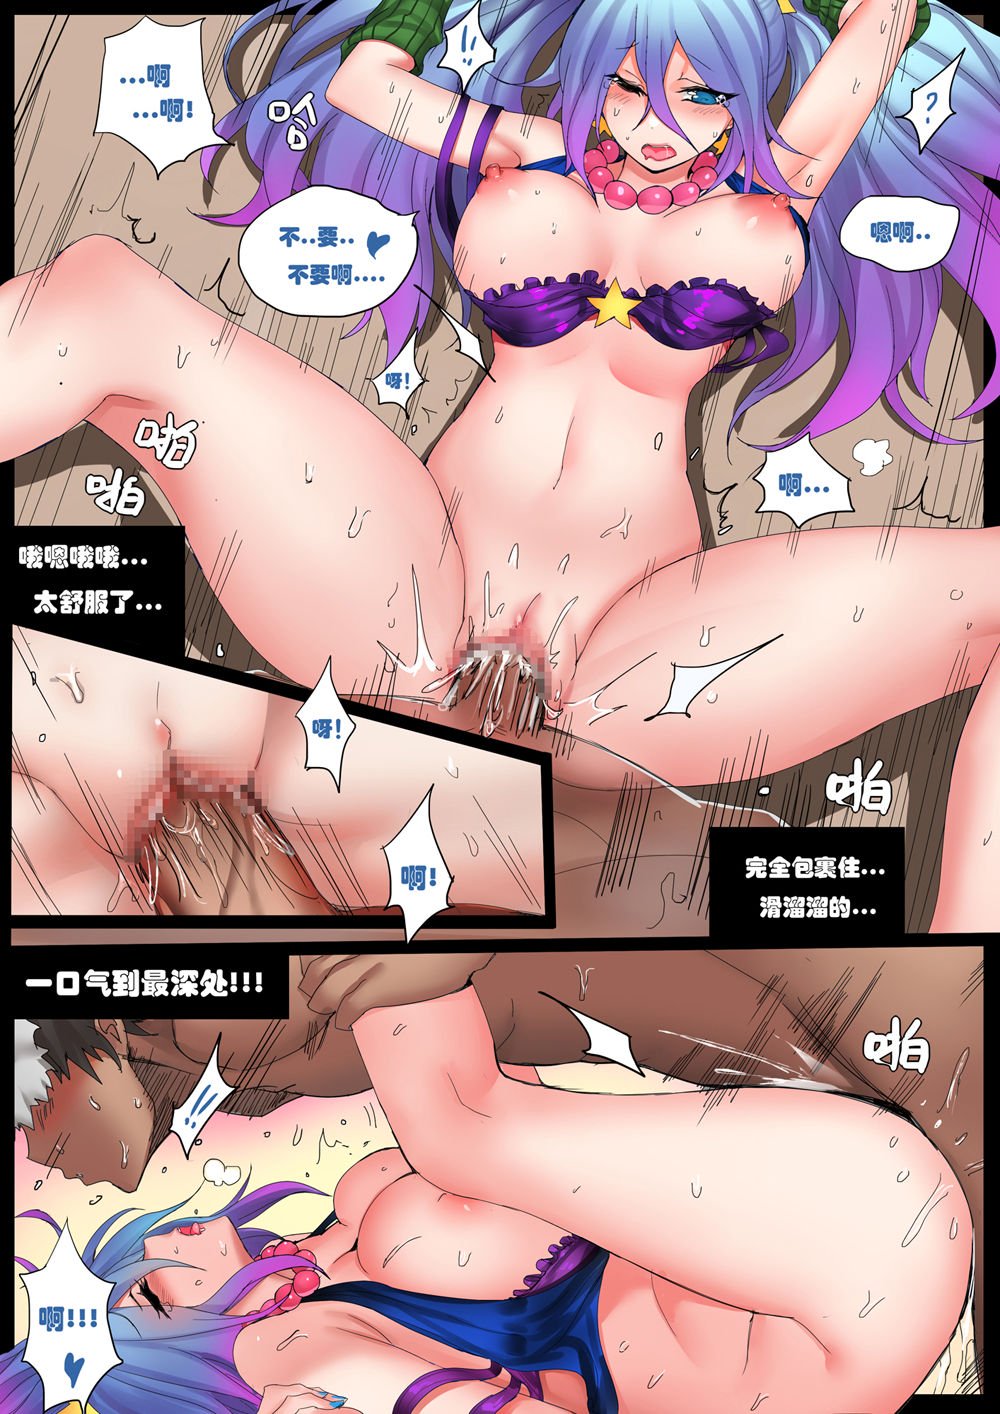 …啊
…啊!
!!
?
吟
不..要..
不要啊....
嗯啊..
呀!
啪
啪
啊...
哦嗯哦哦...
太舒服了...
呀!
啊!
啪
完全包裹住...
滑溜溜的...
一口气到最深处!!!
!!
啪
啊!!!